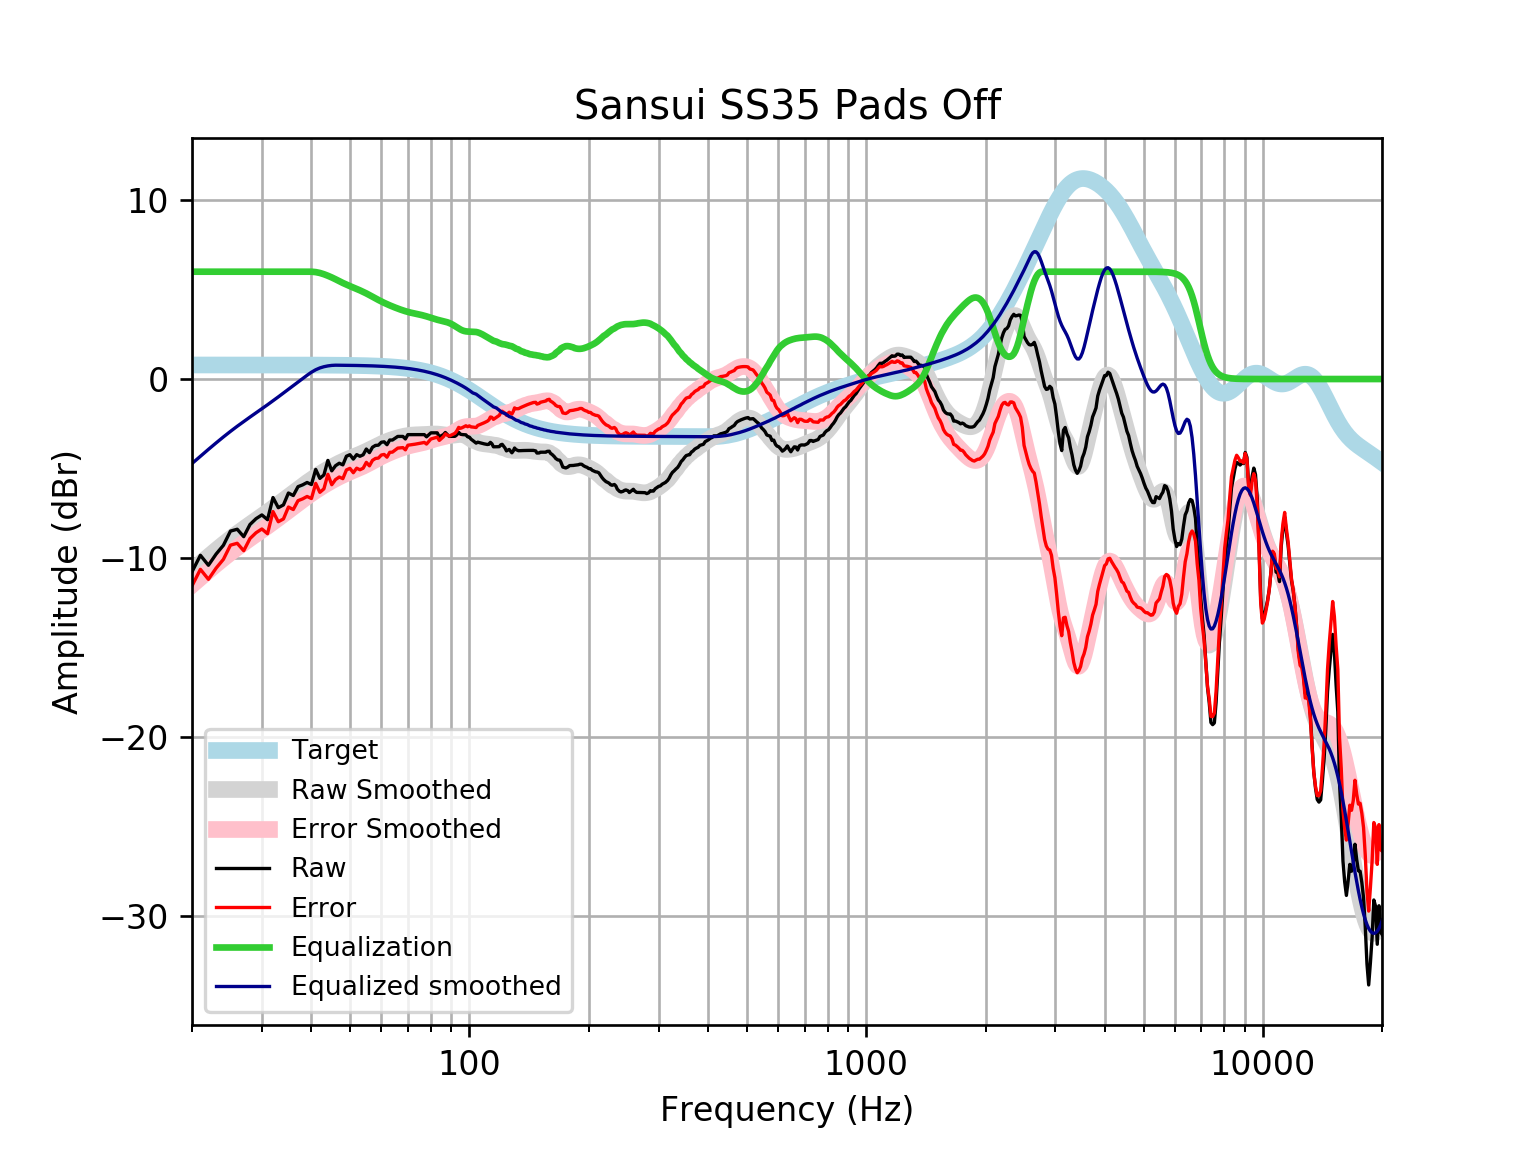 Sansui SS35 Pads Off
Amplitude (dBr)
10
0
−10
−20
−30
Target
Raw Smoothed
Error Smoothed
Raw
Error
Equalization
Equalized smoothed
100 1000 10000
Frequency (Hz)